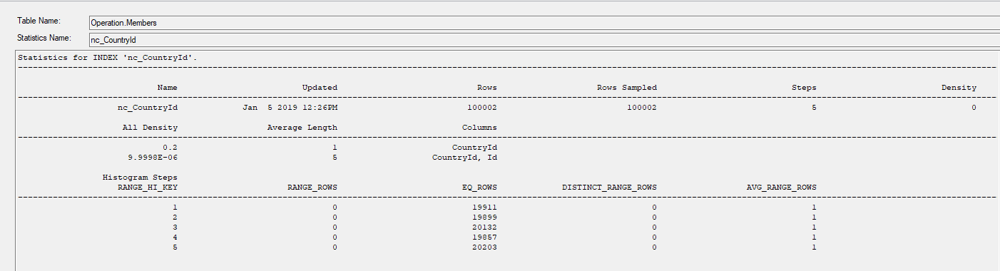 Table Name: Operation.Members
Statistics Name: nc_CountryId
Statistics for INDEX 'nc_CountryId'.
Name Updated Rows Rows Sampled Steps Density
nc_CountryId Jan 5 2019 12:26PM 100002 100002 5 0
All Density Average Length Columns
0.2 1 CountryId
9.9998E-06 5 CountryId, Id
Histogram Steps
RANGE_HI_KEY RANGE_ROWS EQ_ROWS DISTINCT_RANGE_ROWS AVG_RANGE_ROWS
1 0 19911 0 1
2 0 19899 0 1
3 0 20132 0 1
4 0 19857 0 1
5 0 20203 0 1